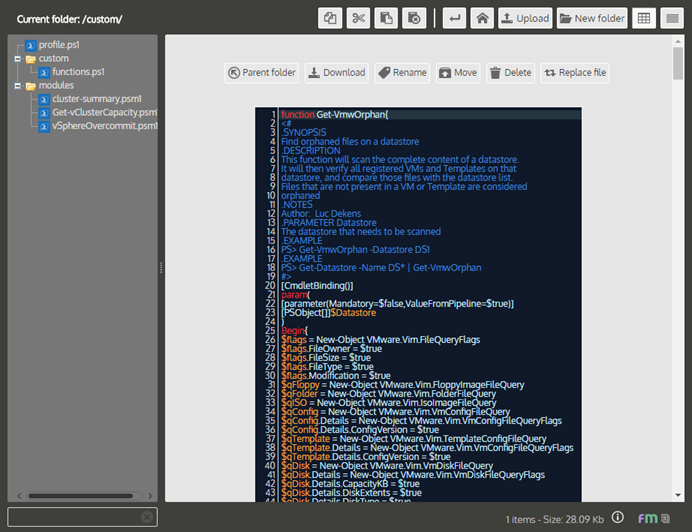 Current folder: /custom/
Upload
New folder
profile.ps1
custom
functions.ps1
modules
cluster-summary.psm1
Get-vClusterCapacity.psm1
vSphereOvercommit.psm1
Parent folder
Download
Rename
Move
Delete
Replace file
1 function Get-VmwOrphan{
2 <#
3 .SYNOPSIS
4 Find orphaned files on a datastore
5 .DESCRIPTION
6 This function will scan the complete content of a datastore.
7 It will then verify all registered VMs and Templates on that
8 datastore, and compare those files with the datastore list.
9 Files that are not present in a VM or Template are considered
10 orphaned
11 .NOTES
12 Author:  Luc Dekens
13 .PARAMETER Datastore
14 The datastore that needs to be scanned
15 .EXAMPLE
16 PS> Get-VmwOrphan -Datastore DS1
17 .EXAMPLE
18 PS> Get-Datastore -Name DS* | Get-VmwOrphan
19 #>
20 [CmdletBinding()]
21 param(
22 [parameter(Mandatory=$false,ValueFromPipeline=$true)]
23 [PSObject[]]$Datastore
24 )
25 Begin{
26 $flags = New-Object VMware.Vim.FileQueryFlags
27 $flags.FileOwner = $true
28 $flags.FileSize = $true
29 $flags.FileType = $true
30 $flags.Modification = $true
31 $qFloppy = New-Object VMware.Vim.FloppyImageFileQuery
32 $qFolder = New-Object VMware.Vim.FolderFileQuery
33 $qISO = New-Object VMware.Vim.IsoImageFileQuery
34 $qConfig = New-Object VMware.Vim.VmConfigFileQuery
35 $qConfig.Details = New-Object VMware.Vim.VmConfigFileQueryFlags
36 $qConfig.Details.ConfigVersion = $true
37 $qTemplate = New-Object VMware.Vim.TemplateConfigFileQuery
38 $qTemplate.Details = New-Object VMware.Vim.VmConfigFileQueryFlags
39 $qTemplate.Details.ConfigVersion = $true
40 $qDisk = New-Object VMware.Vim.VmDiskFileQuery
41 $qDisk.Details = New-Object VMware.Vim.VmDiskFileQueryFlags
42 $qDisk.Details.CapacityKB = $true
43 $qDisk.Details.DiskExtents = $true
44 $qDisk.Details.DiskType = $true
1 items - Size: 28.09 Kb
fm